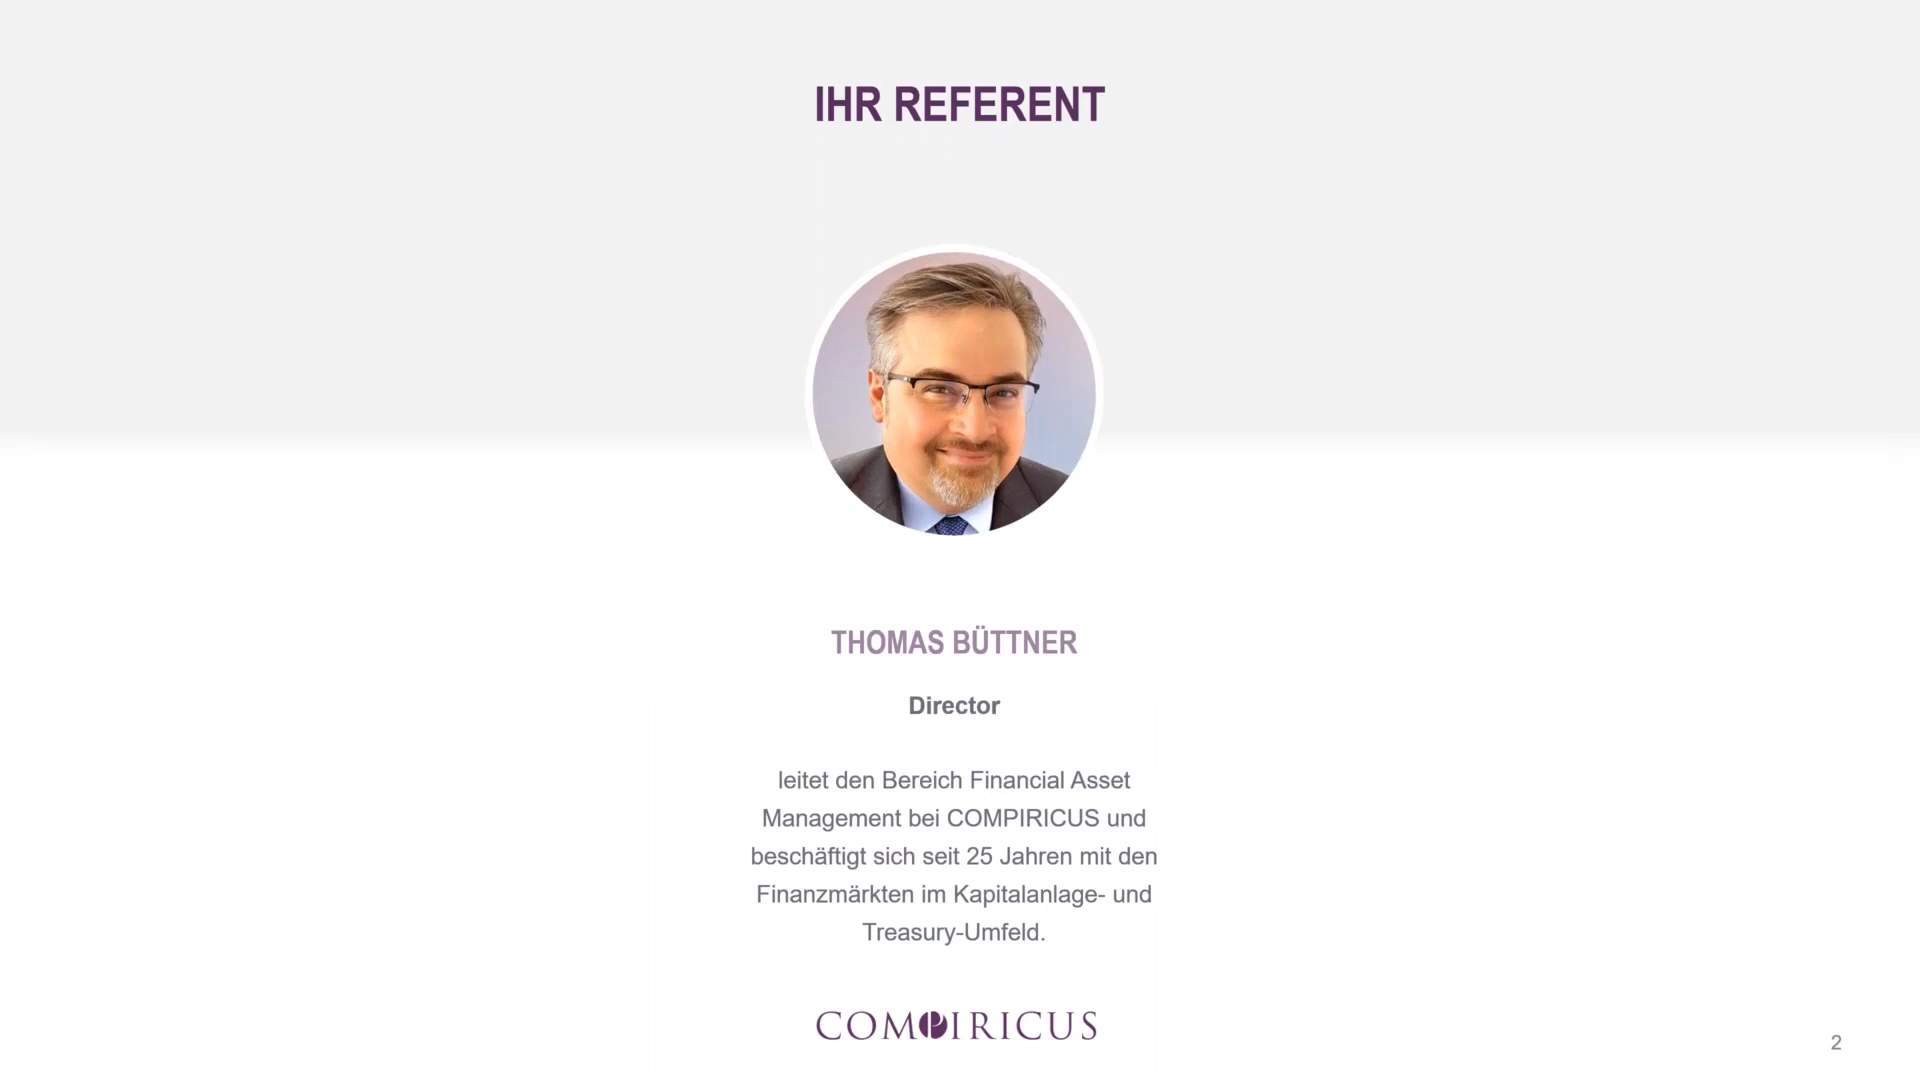 IHR REFERENT
THOMAS BÜTTNER
Director
leitet den Bereich Financial Asset
Management bei COMPIRICUS und
beschäftigt sich seit 25 Jahren mit den
Finanzmärkten im Kapitalanlage- und
Treasury-Umfeld.
COMPIRICUS
2